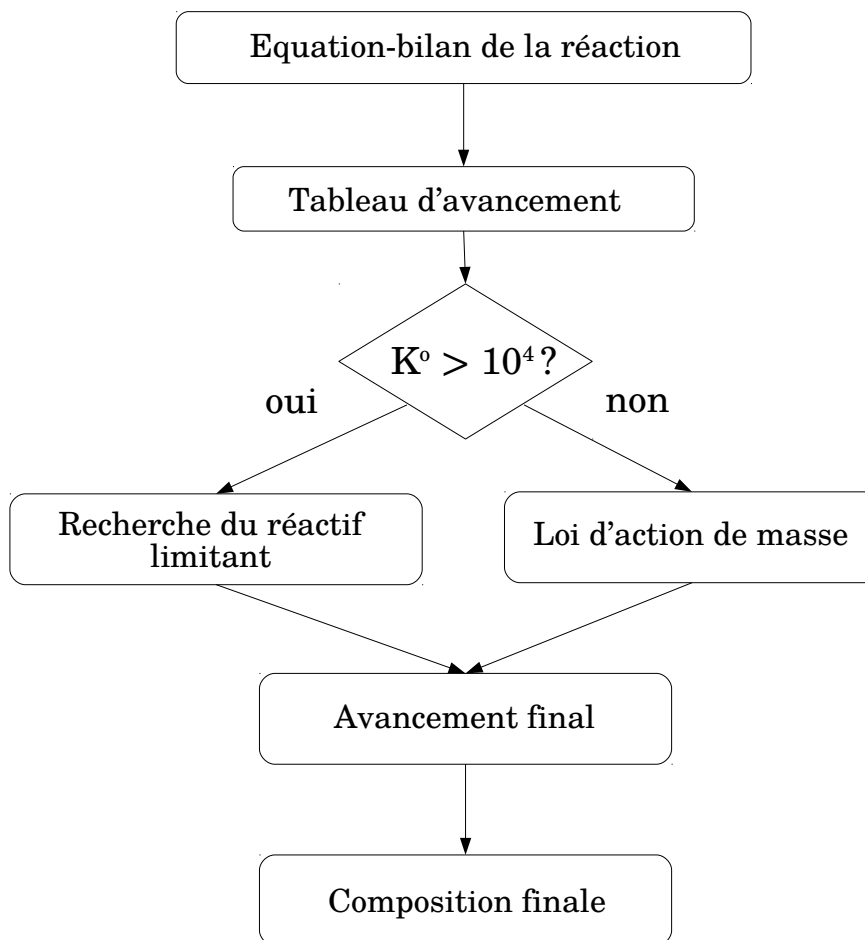 Equation-bilan de la réaction
Tableau d’avancement
K° > 10⁴ ?
oui
non
Recherche du réactif
limitant
Loi d’action de masse
Avancement final
Composition finale